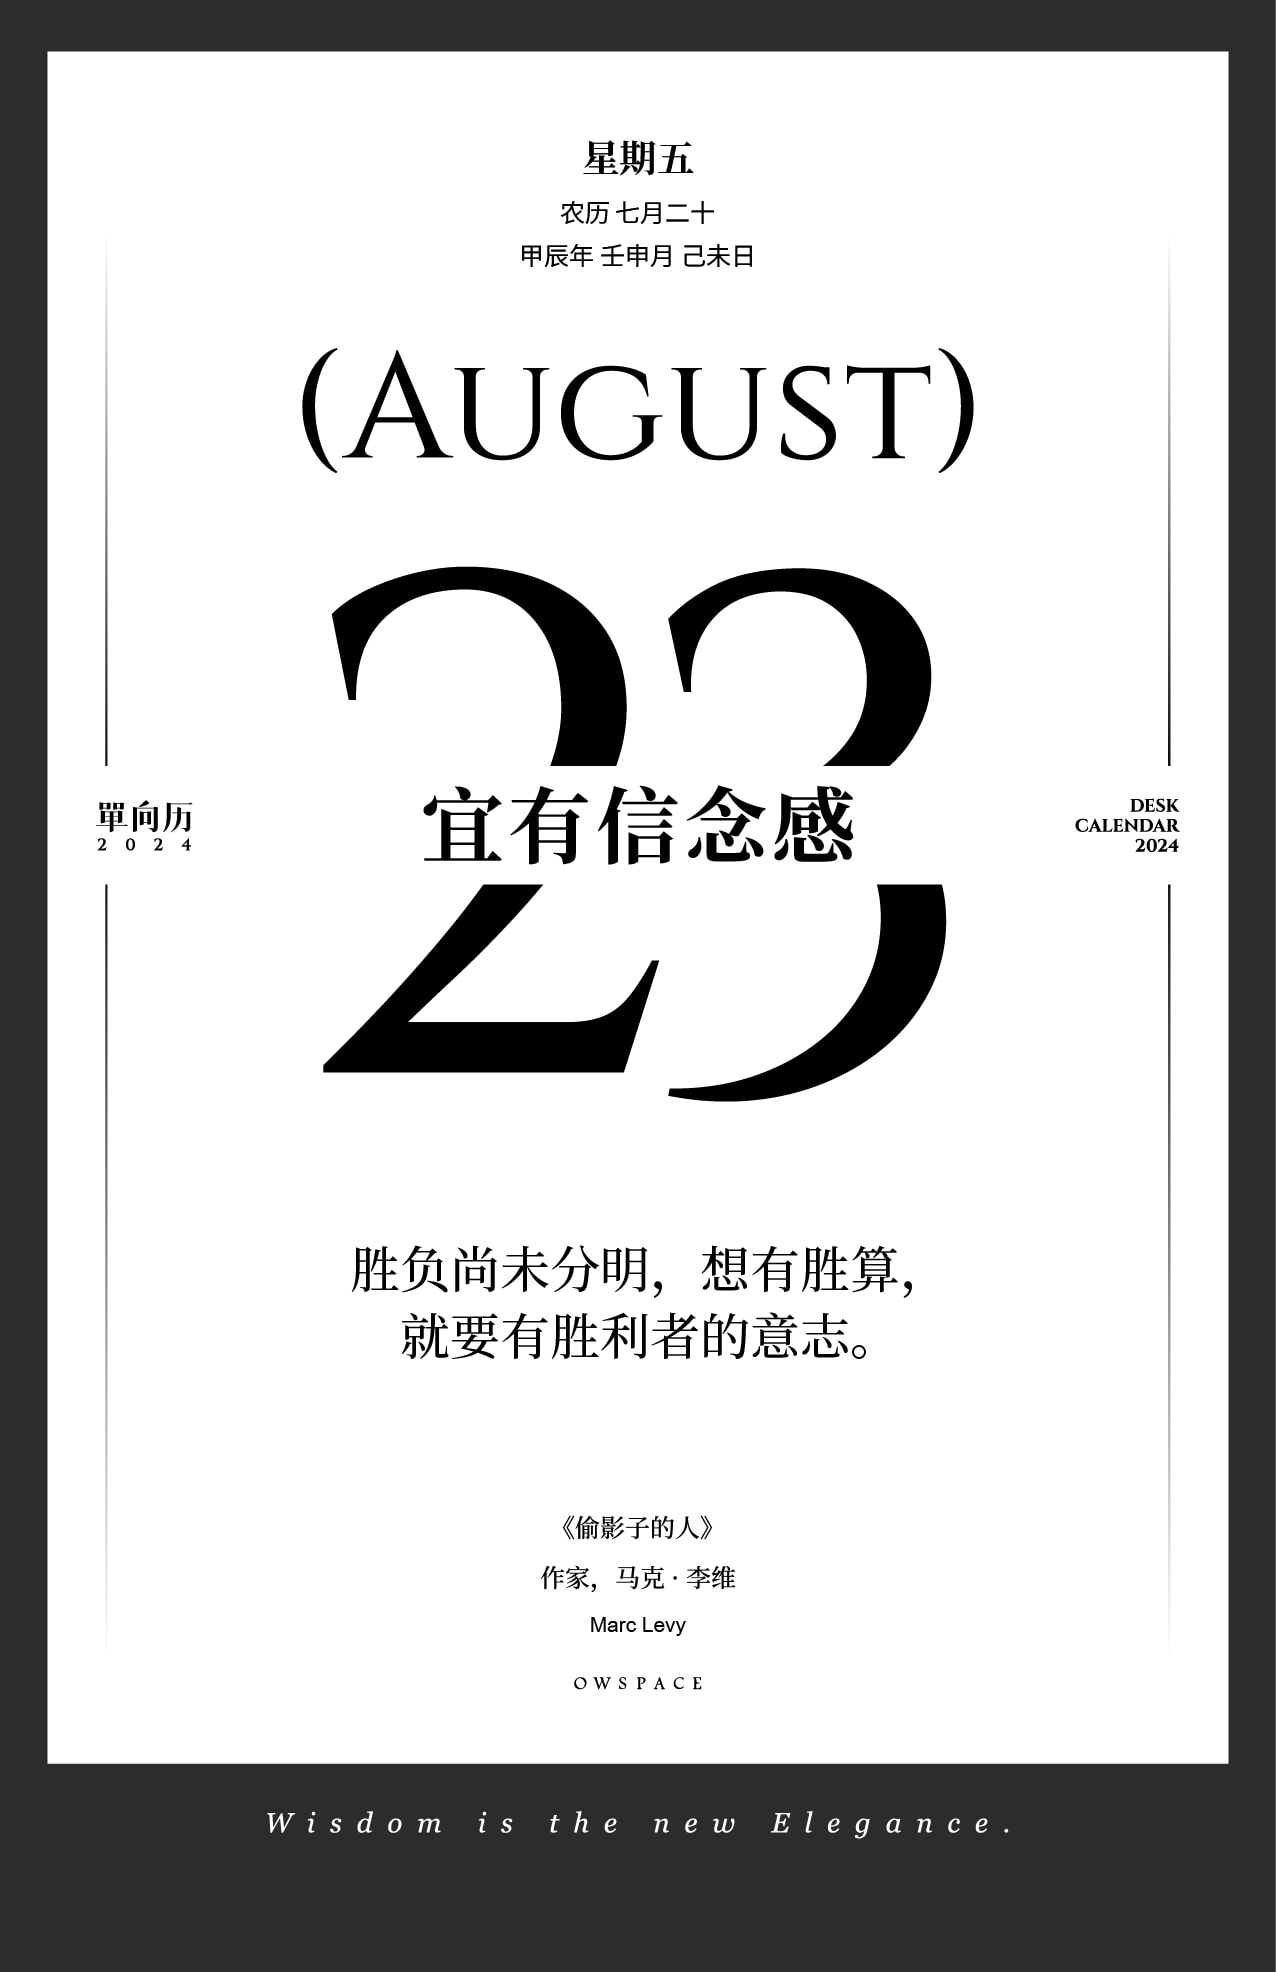 星期五
农历 七月二十
甲辰年 壬申月 己未日
(AUGUST)
23
單向历
2024
宜有信念感
DESK
CALENDAR
2024
胜负尚未分明，想有胜算，
就要有胜利者的意志。
《偷影子的人》
作家，马克·李维
Marc Levy
OWSPACE
Wisdom is the new Elegance.